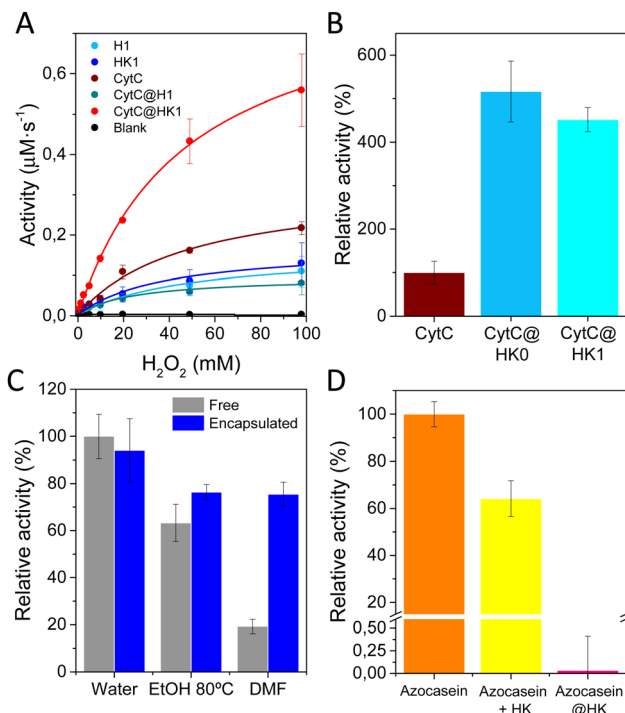 A
H1
HK1
CytC
CytC@H1
CytC@HK1
Blank
Activity (µM·s⁻¹)
0,6
0,4
0,2
0,0
0 20 40 60 80 100
H₂O₂ (mM)
B
Relative activity (%)
600
400
200
0
CytC CytC@ CytC@
HK0 HK1
C
Free
Encapsulated
Relative activity (%)
120
100
80
60
40
20
0
Water EtOH 80ºC DMF
D
Relative activity (%)
100
80
60
40
20
0,50
0,25
0,00
Azocasein Azocasein Azocasein
+ HK @HK